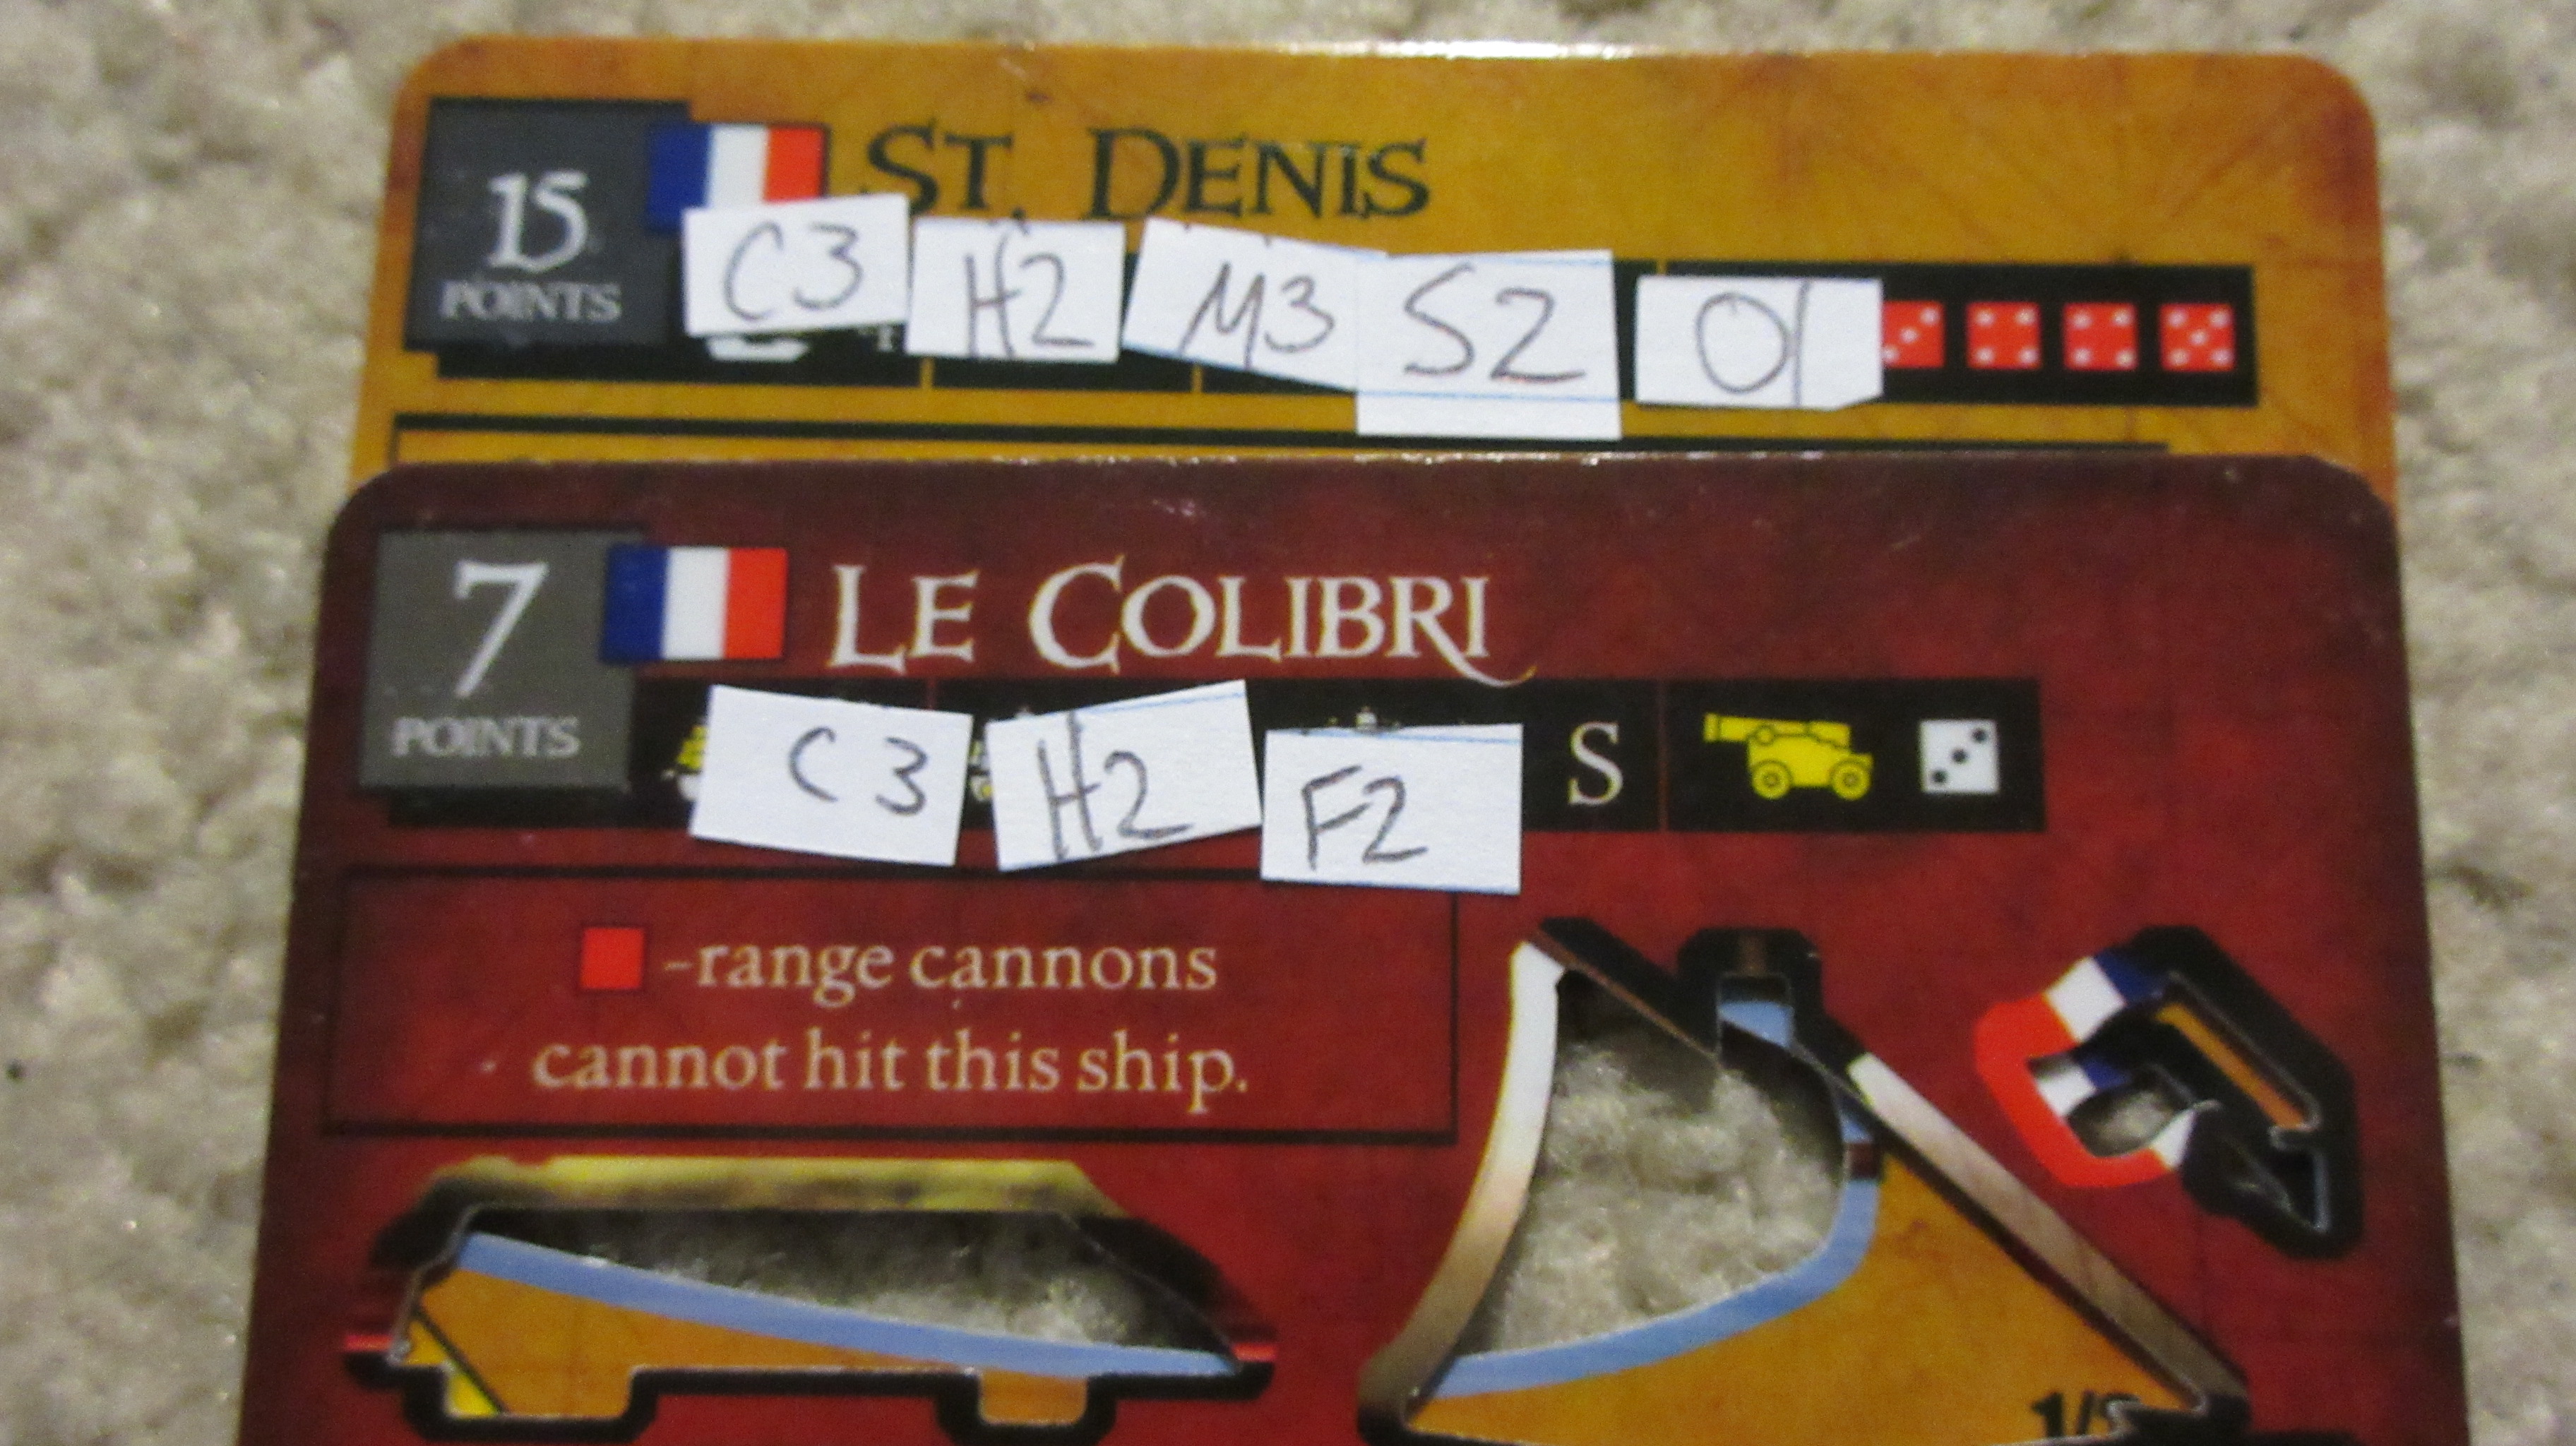 15 ST. DENIS
POINTS
C3 H2 M3 S2 O1
7 LE COLIBRI
POINTS
C3 H2 F2 S
-range cannons
cannot hit this ship.